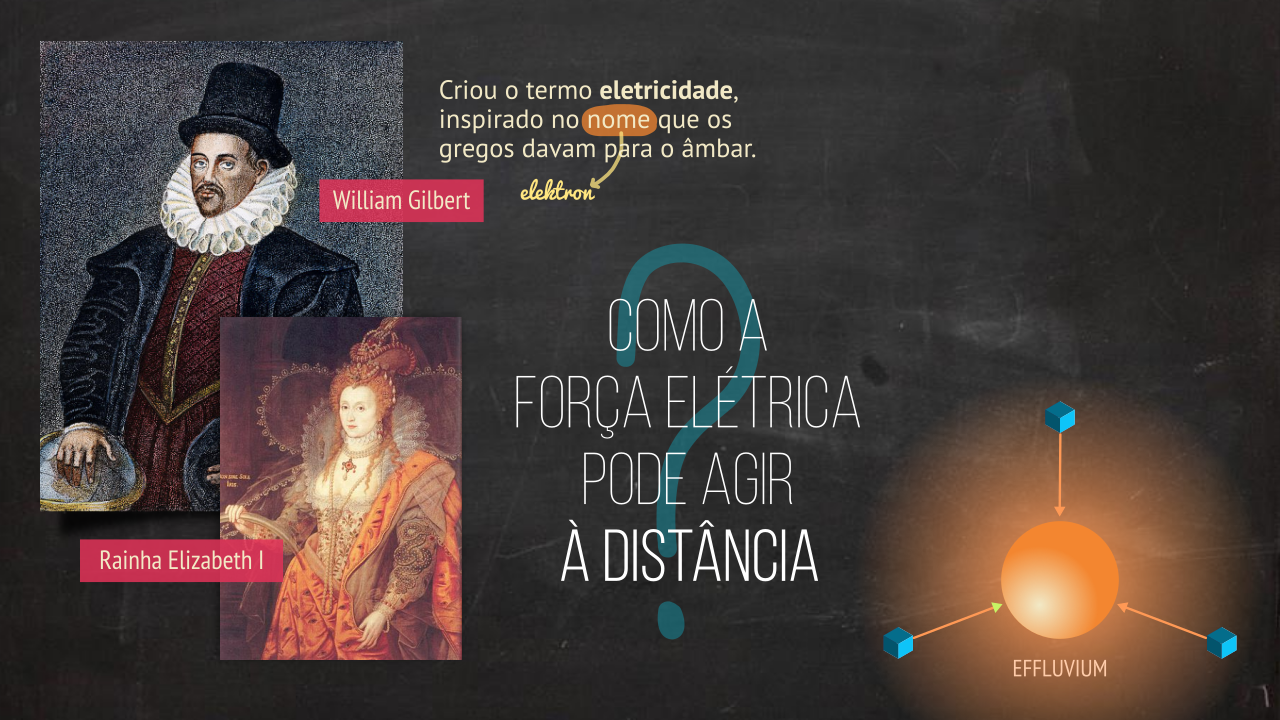 Criou o termo eletricidade,
inspirado no nome que os
gregos davam para o âmbar.
elektron
William Gilbert
COMO A
FORÇA ELÉTRICA
PODE AGIR
À DISTÂNCIA
?
Rainha Elizabeth I
EFFLUVIUM